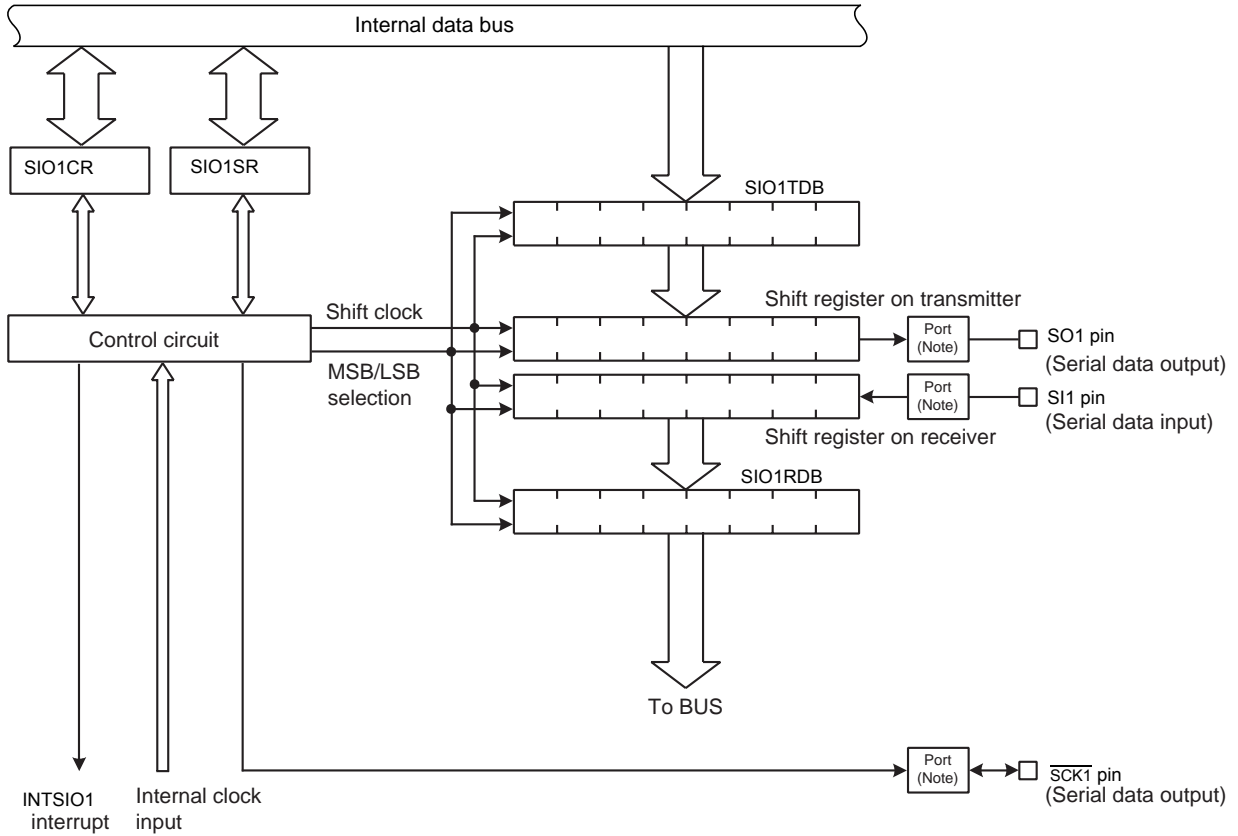 Internal data bus
SIO1CR
SIO1SR
SIO1TDB
Shift clock
Shift register on transmitter
Control circuit
Port
(Note)
SO1 pin
(Serial data output)
MSB/LSB
selection
Port
(Note)
SI1 pin
(Serial data input)
Shift register on receiver
SIO1RDB
To BUS
Port
(Note)
SCK1 pin
(Serial data output)
INTSIO1
interrupt
Internal clock
input